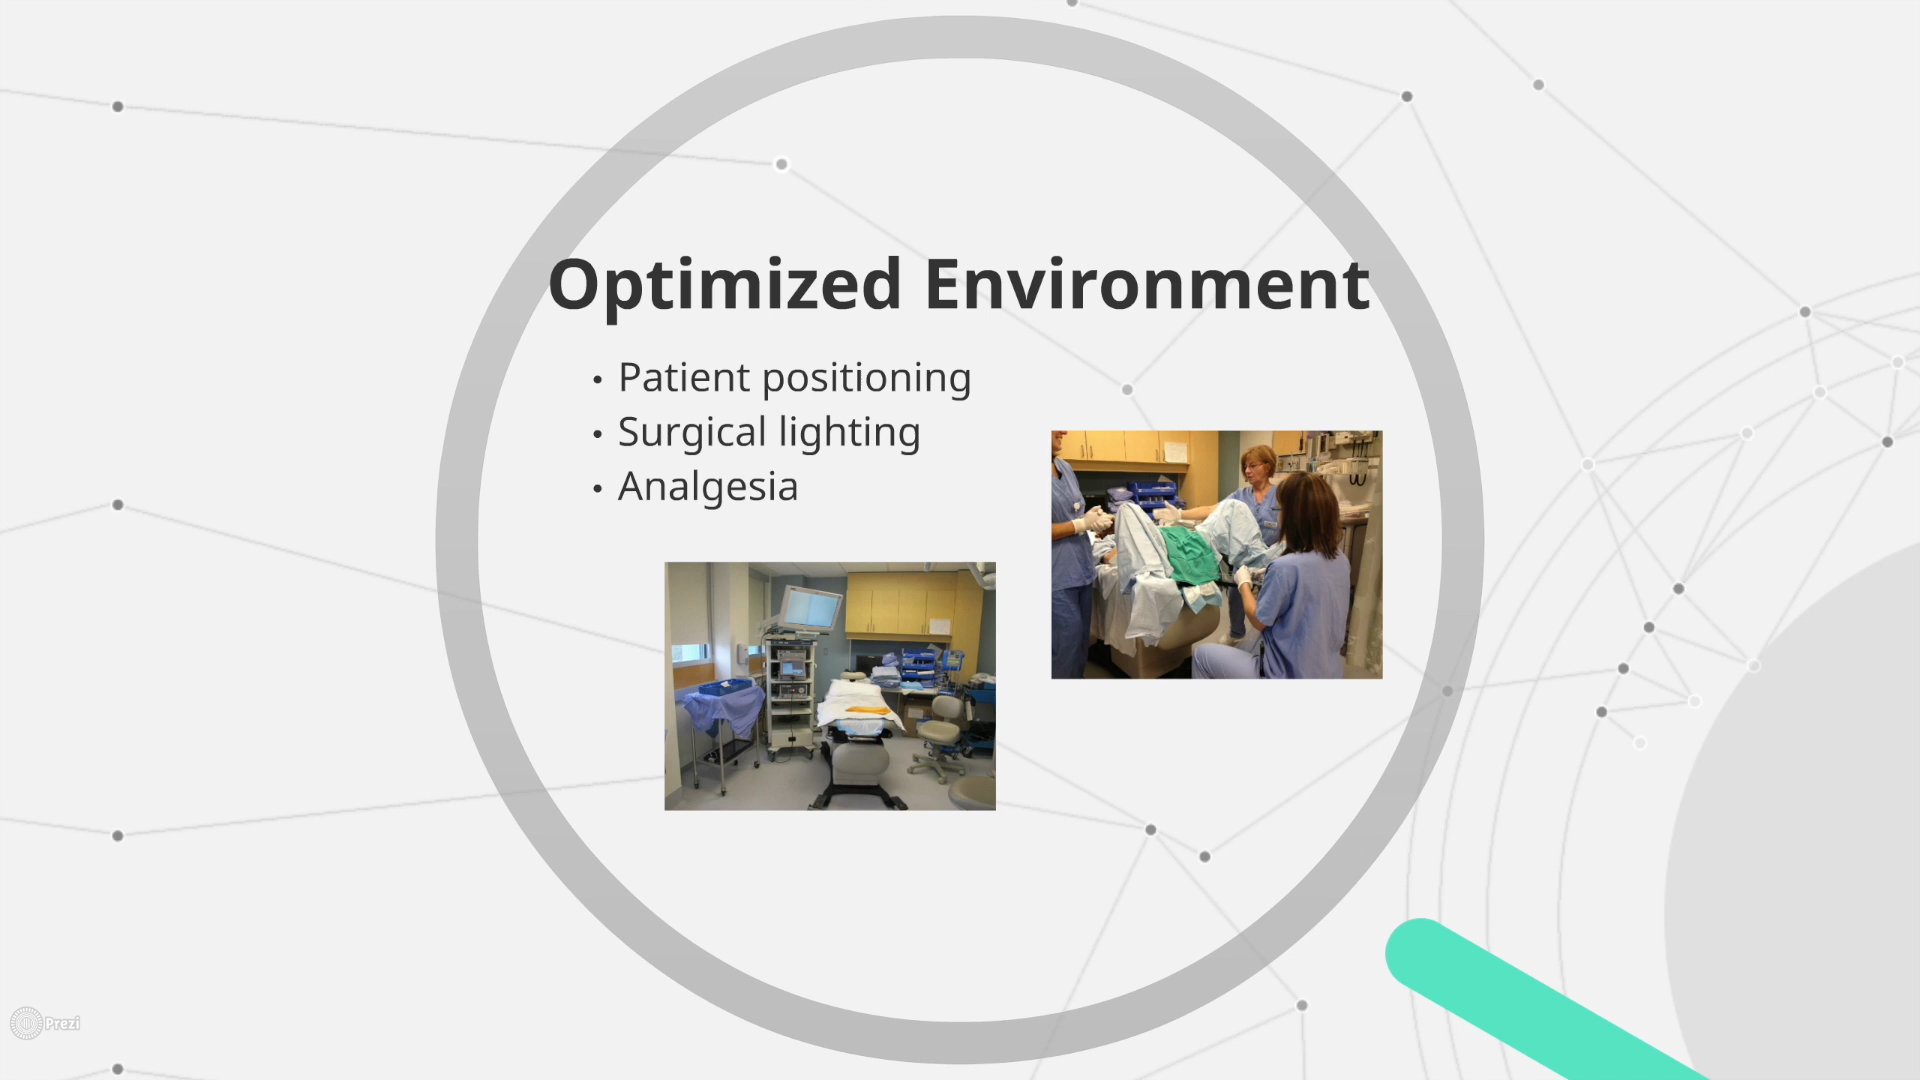 Optimized Environment
• Patient positioning
• Surgical lighting
• Analgesia
Prezi